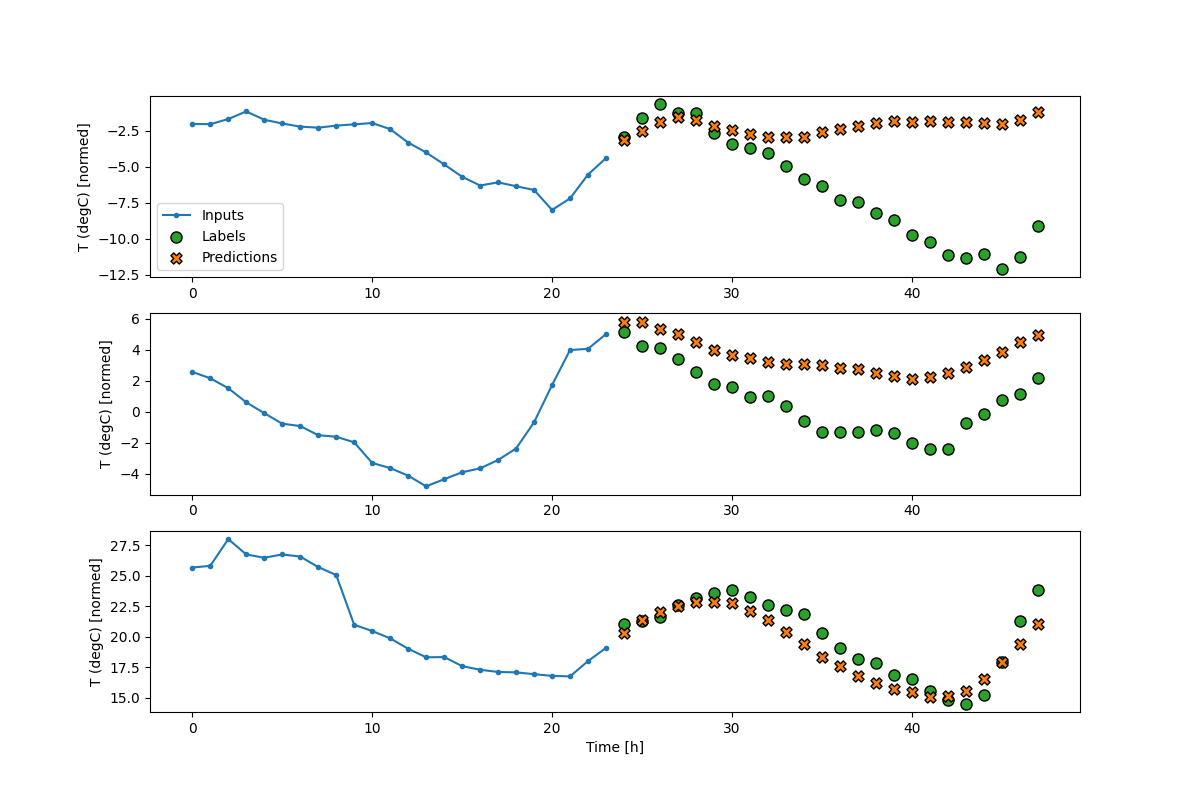 T (degC) [normed]
−2.5
−5.0
−7.5
−10.0
−12.5
Inputs
Labels
Predictions
0 10 20 30 40
T (degC) [normed]
6
4
2
0
−2
−4
0 10 20 30 40
T (degC) [normed]
27.5
25.0
22.5
20.0
17.5
15.0
0 10 20 30 40
Time [h]